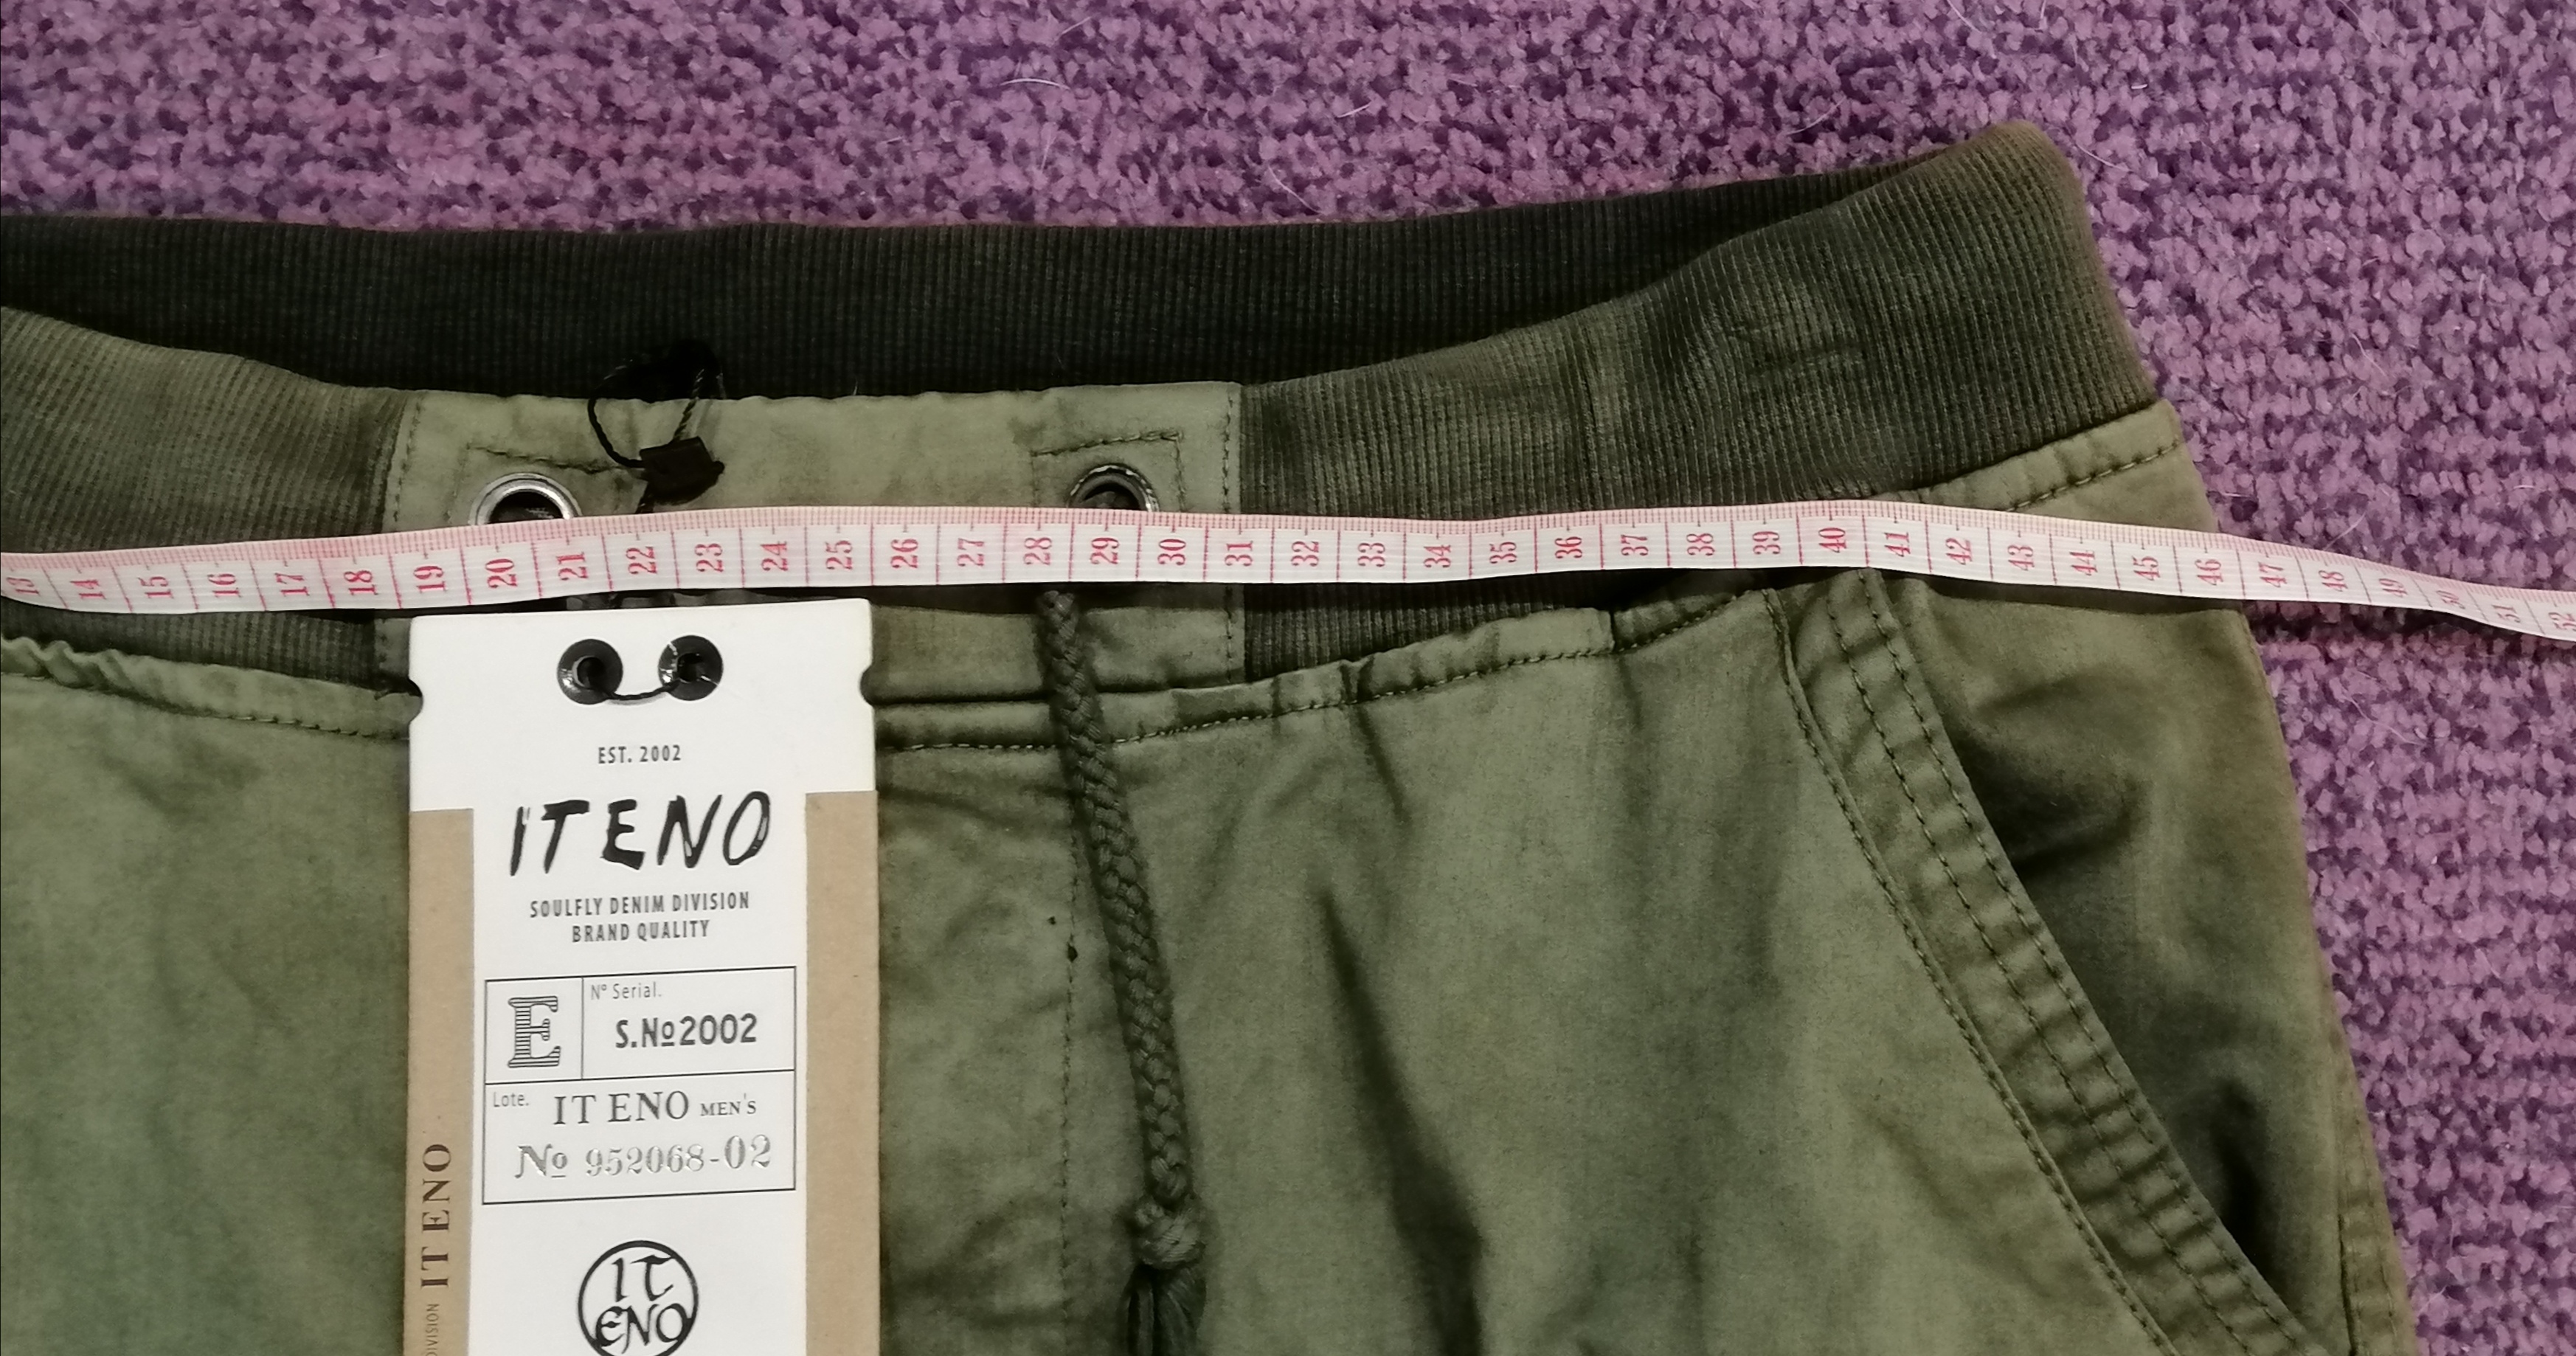 13 14 15 16 17 18 19 20 21 22 23 24 25 26 27 28 29 30 31 32 33 34 35 36 37 38 39 40 41 42 43 44 45 46 47 48 49 50 51 52
EST. 2002
ITENO
SOULFLY DENIM DIVISION
BRAND QUALITY
E
Nº Serial.
S.№2002
Lote.
IT ENO MEN'S
№ 952068-02
IT
ENO
IT ENO